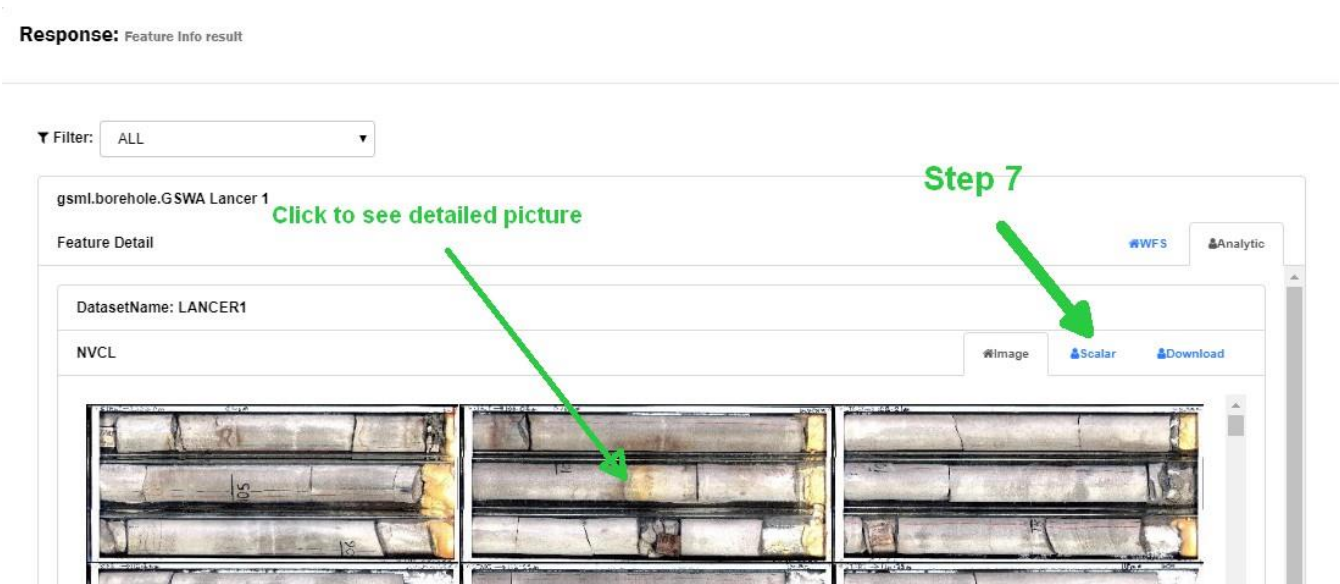 Response: Feature Info result
Filter: ALL
Step 7
gsml.borehole.GSWA Lancer 1
Click to see detailed picture
Feature Detail
WFS
Analytic
DatasetName: LANCER1
NVCL
Image
Scalar
Download
105